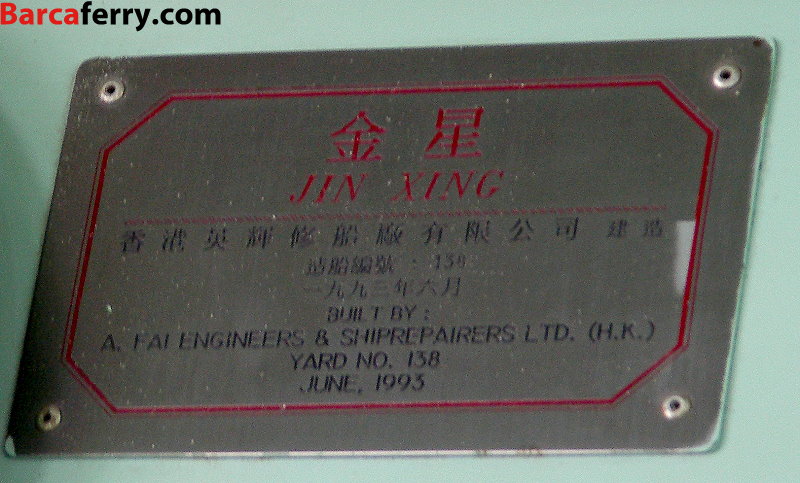 Barcaferry.com
金星
JIN XING
香港英輝修船廠有限公司 建造
造船編號 : 138
一九九三年六月
BUILT BY :
A. FAI ENGINEERS & SHIPREPAIRERS LTD. (H.K.)
YARD NO. 138
JUNE, 1993